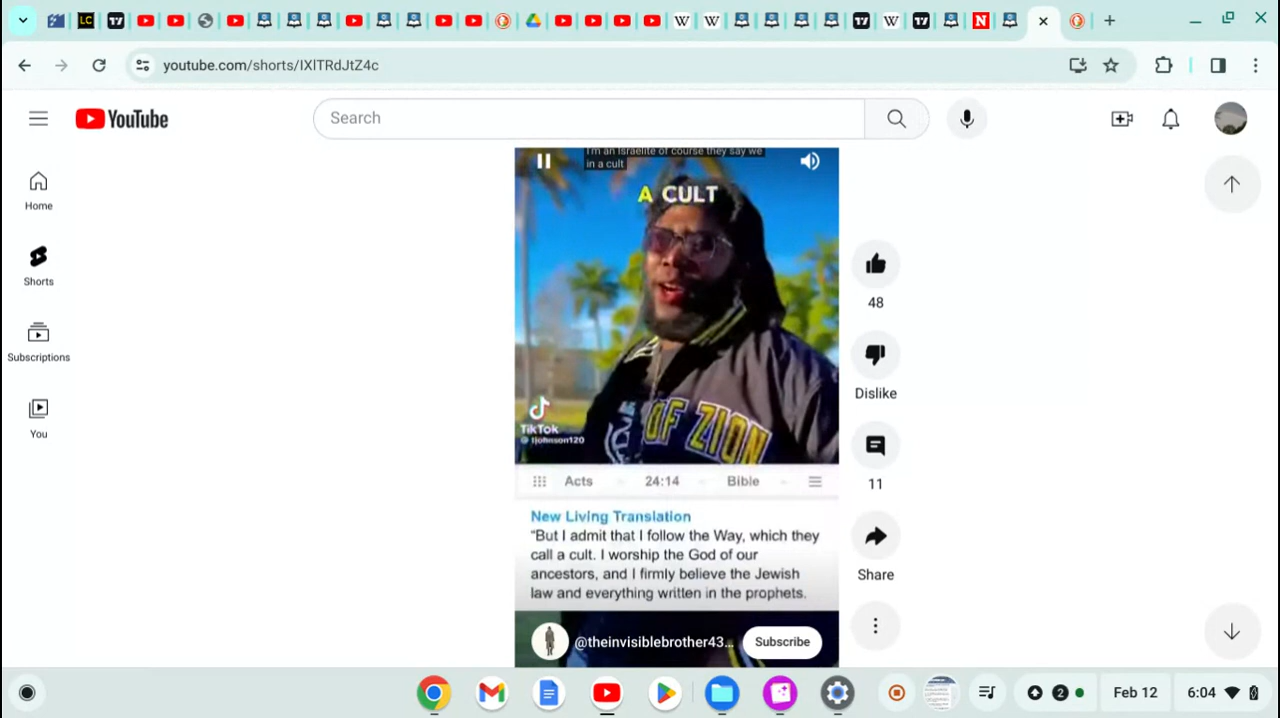 youtube.com/shorts/IXlTRdJtZ4c
YouTube
Search
Home
Shorts
Subscriptions
You
I'm an Israelite of course they say we
in a cult
A CULT
OF ZION
TikTok
@ tjohnson120
Acts 24:14 Bible
New Living Translation
“But I admit that I follow the Way, which they
call a cult. I worship the God of our
ancestors, and I firmly believe the Jewish
law and everything written in the prophets.
@theinvisiblebrother43...
Subscribe
48
Dislike
11
Share
2
Feb 12
6:04